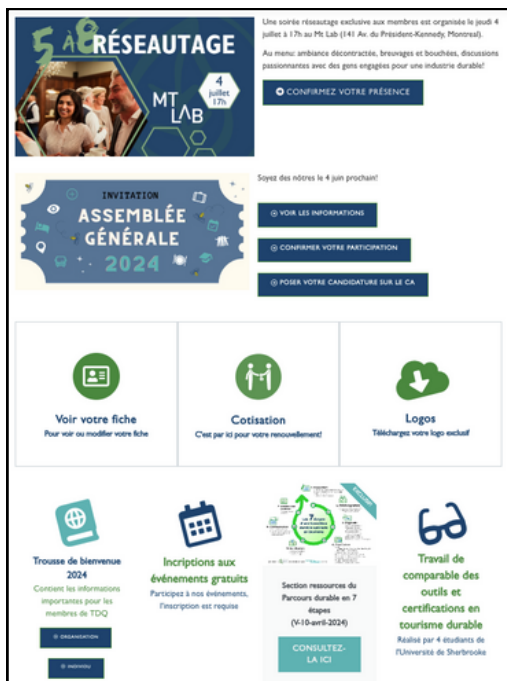 5 À 8 RÉSEAUTAGE
4
juillet
17h
MT
LAB
Une soirée réseautage exclusive aux membres est organisée le jeudi 4
juillet à 17h au Mt Lab (141 Av. du Président-Kennedy, Montreal).
Au menu: ambiance décontractée, breuvages et bouchées, discussions
passionnantes avec des gens engagées pour une industrie durable!
CONFIRMEZ VOTRE PRÉSENCE
INVITATION
ASSEMBLÉE
GÉNÉRALE
2024
Soyez des nôtres le 4 juin prochain!
VOIR LES INFORMATIONS
CONFIRMER VOTRE PARTICIPATION
POSER VOTRE CANDIDATURE SUR LE CA
Voir votre fiche
Pour voir ou modifier votre fiche
Cotisation
C'est par ici pour votre renouvellement!
Logos
Téléchargez votre logo exclusif
Trousse de bienvenue
2024
Contient les informations
importantes pour les
membres de TDQ
ORGANISATION
INDIVIDU
Incriptions aux
événements gratuits
Participez à nos événements,
l'inscription est requise
EXCLUSIF
Section ressources du
Parcours durable en 7
étapes
(V-10-avril-2024)
CONSULTEZ-
LA ICI
Travail de
comparable des
outils et
certifications en
tourisme durable
Réalisé par 4 étudiants de
l'Université de Sherbrooke